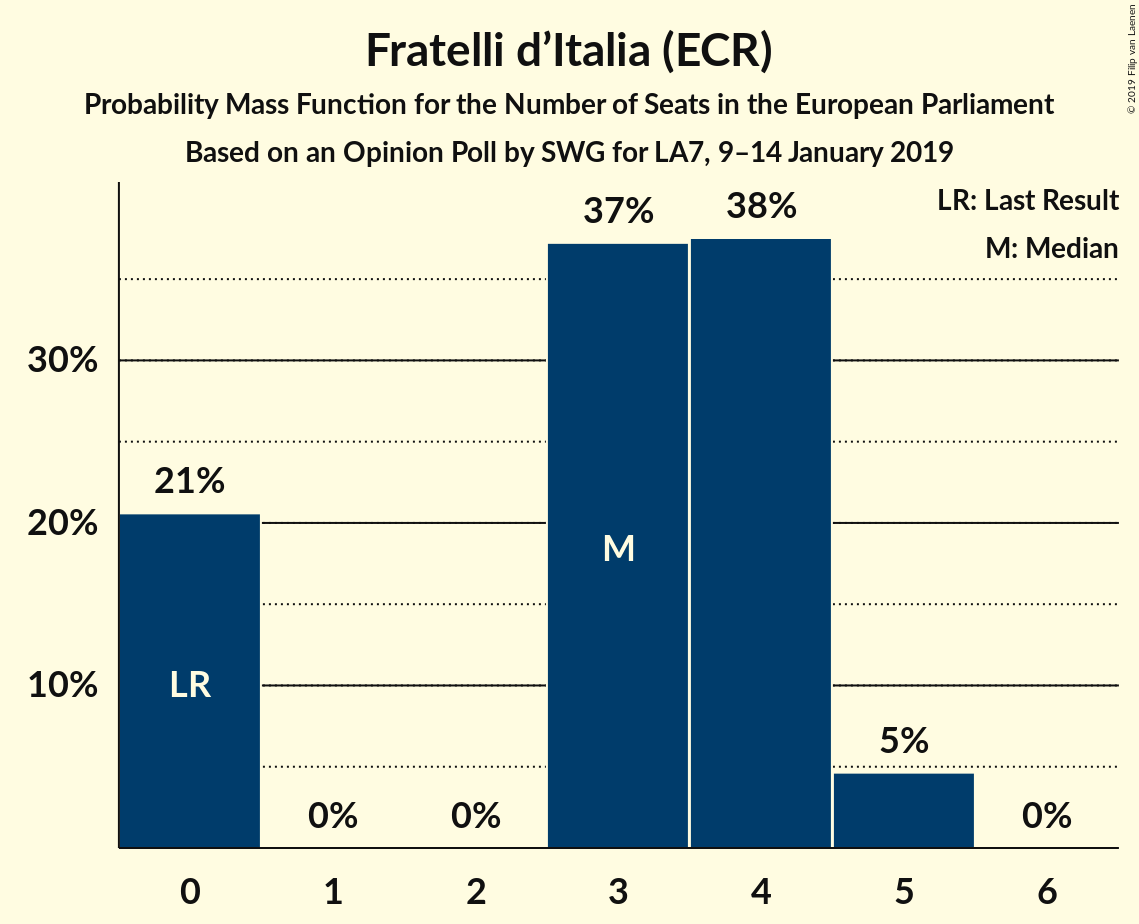 Fratelli d’Italia (ECR)
Probability Mass Function for the Number of Seats in the European Parliament
Based on an Opinion Poll by SWG for LA7, 9–14 January 2019
© 2019 Filip van Laenen
LR: Last Result
M: Median
37%
38%
30%
21%
20%
M
10%
LR
5%
0%
0%
0%
0
1
2
3
4
5
6